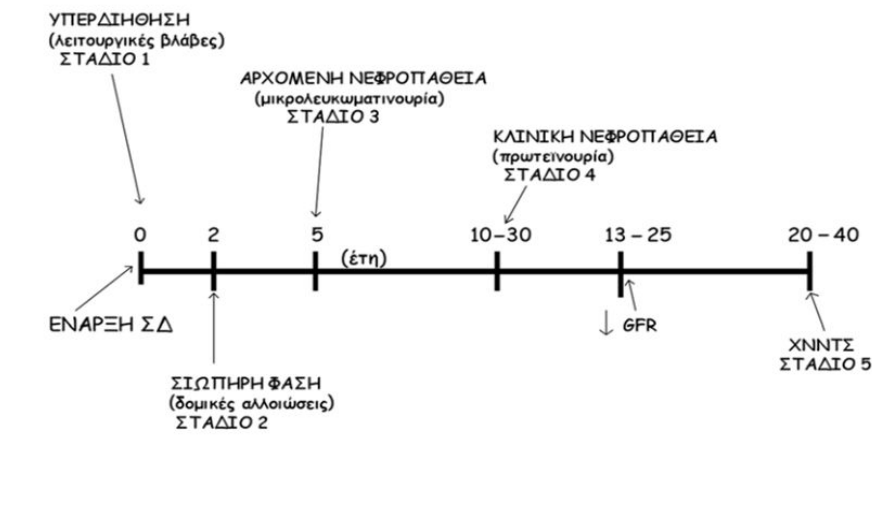 ΥΠΕΡΔΙΗΘΗΣΗ
(λειτουργικές βλάβες)
ΣΤΑΔΙΟ 1
ΑΡΧΟΜΕΝΗ ΝΕΦΡΟΠΑΘΕΙΑ
(μικρολευκωματινουρία)
ΣΤΑΔΙΟ 3
ΚΛΙΝΙΚΗ ΝΕΦΡΟΠΑΘΕΙΑ
(πρωτεϊνουρία)
ΣΤΑΔΙΟ 4
0 2 5 10–30 13 – 25 20 – 40
(έτη)
ΕΝΑΡΞΗ ΣΔ
↓ GFR
ΧΝΝΤΣ
ΣΤΑΔΙΟ 5
ΣΙΩΠΗΡΗ ΦΑΣΗ
(δομικές αλλοιώσεις)
ΣΤΑΔΙΟ 2